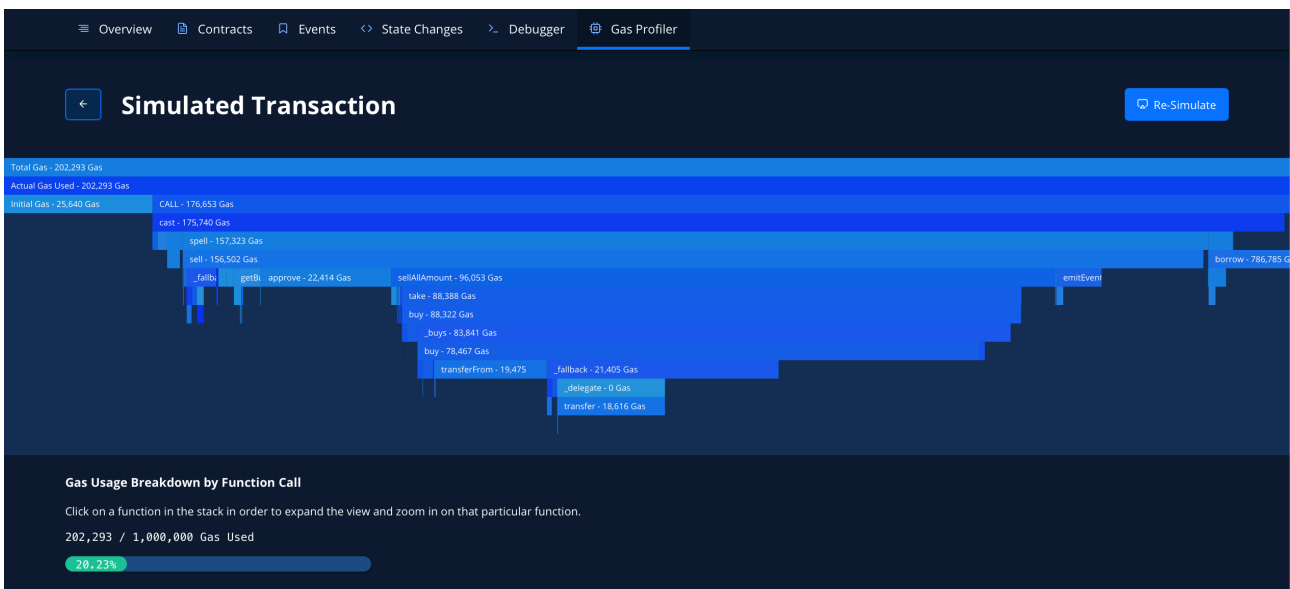 Overview Contracts Events State Changes Debugger Gas Profiler
Simulated Transaction
Re-Simulate
Total Gas - 202,293 Gas
Actual Gas Used - 202,293 Gas
Initial Gas - 25,640 Gas CALL - 176,653 Gas
cast - 175,740 Gas
spell - 157,323 Gas
sell - 156,502 Gas borrow - 786,785 G
_fallba getBu approve - 22,414 Gas sellAllAmount - 96,053 Gas emitEvent
take - 88,388 Gas
buy - 88,322 Gas
_buys - 83,841 Gas
buy - 78,467 Gas
transferFrom - 19,475 _fallback - 21,405 Gas
_delegate - 0 Gas
transfer - 18,616 Gas
Gas Usage Breakdown by Function Call
Click on a function in the stack in order to expand the view and zoom in on that particular function.
202,293 / 1,000,000 Gas Used
20.23%